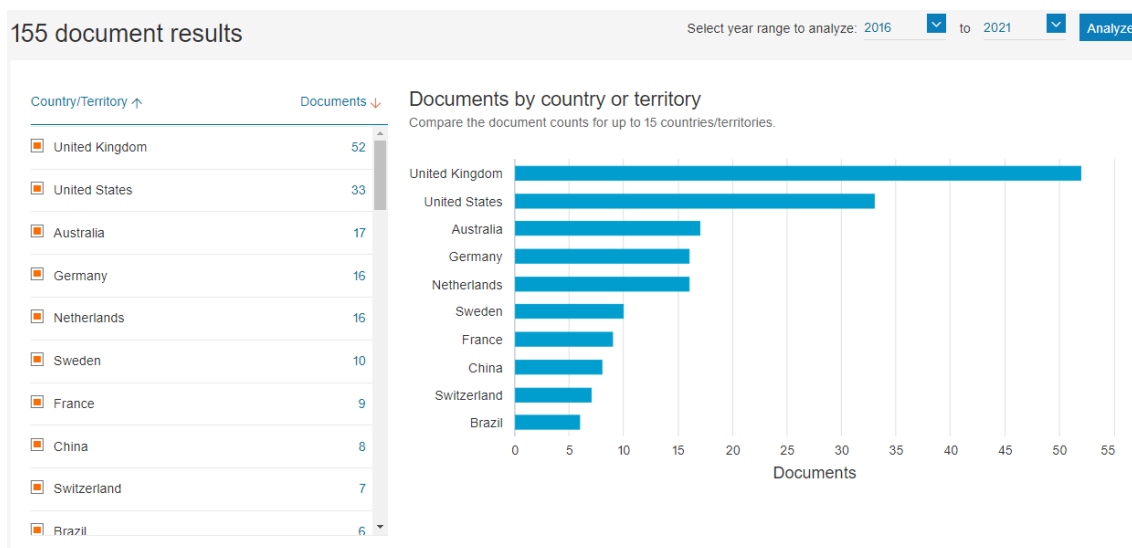 155 document results
Select year range to analyze: 2016 to 2021 Analyze
Country/Territory Documents
United Kingdom 52
United States 33
Australia 17
Germany 16
Netherlands 16
Sweden 10
France 9
China 8
Switzerland 7
Brazil 6
Documents by country or territory
Compare the document counts for up to 15 countries/territories.
United Kingdom
United States
Australia
Germany
Netherlands
Sweden
France
China
Switzerland
Brazil
0 5 10 15 20 25 30 35 40 45 50 55
Documents